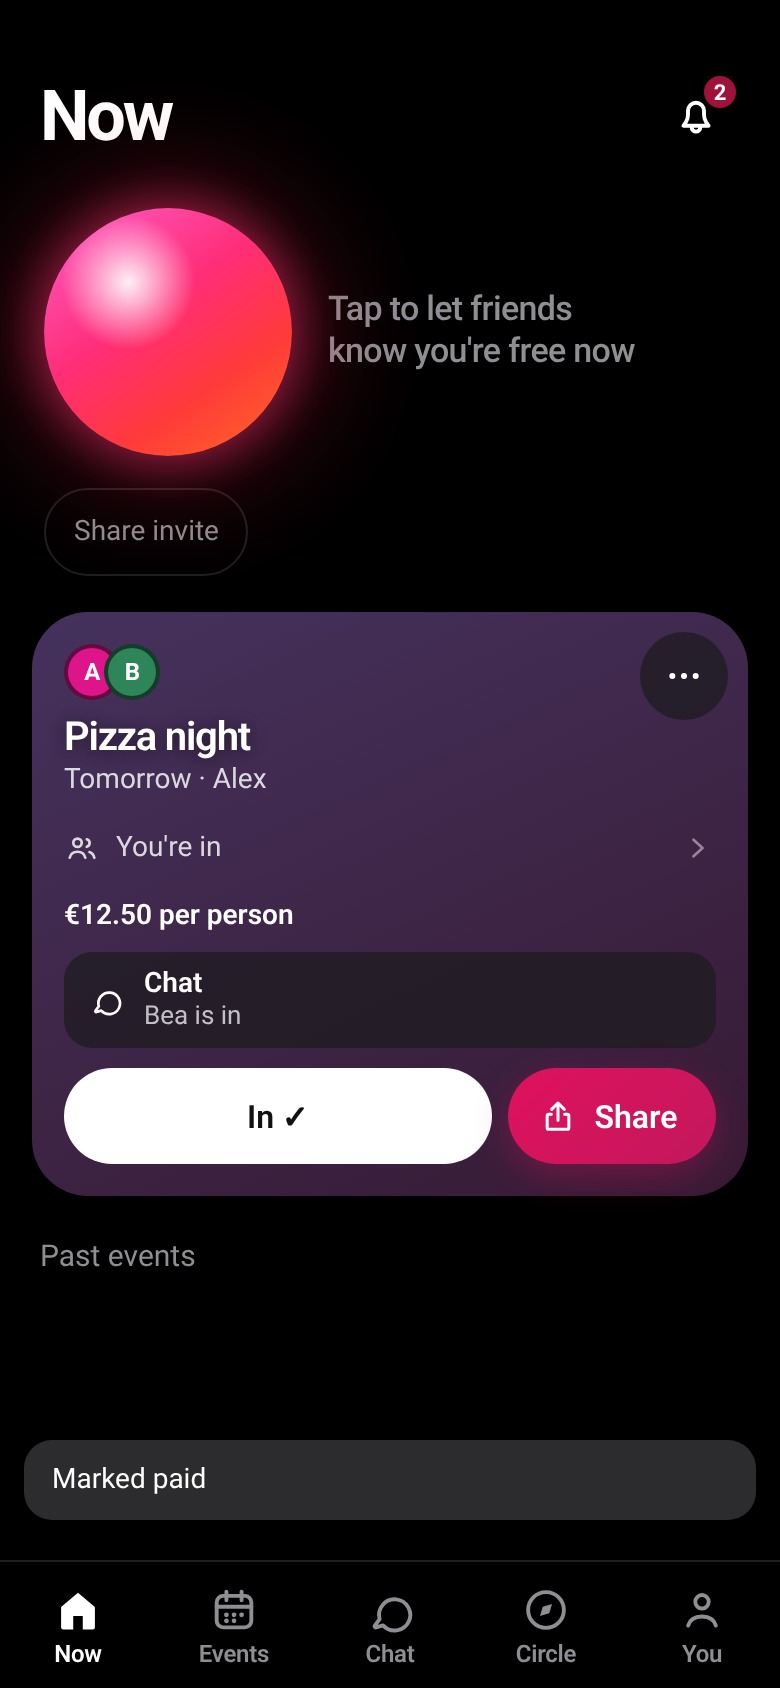 Now
2
Tap to let friends
know you're free now
Share invite
A B
Pizza night
Tomorrow · Alex
You're in
€12.50 per person
Chat
Bea is in
In ✓
Share
Past events
Marked paid
Now Events Chat Circle You